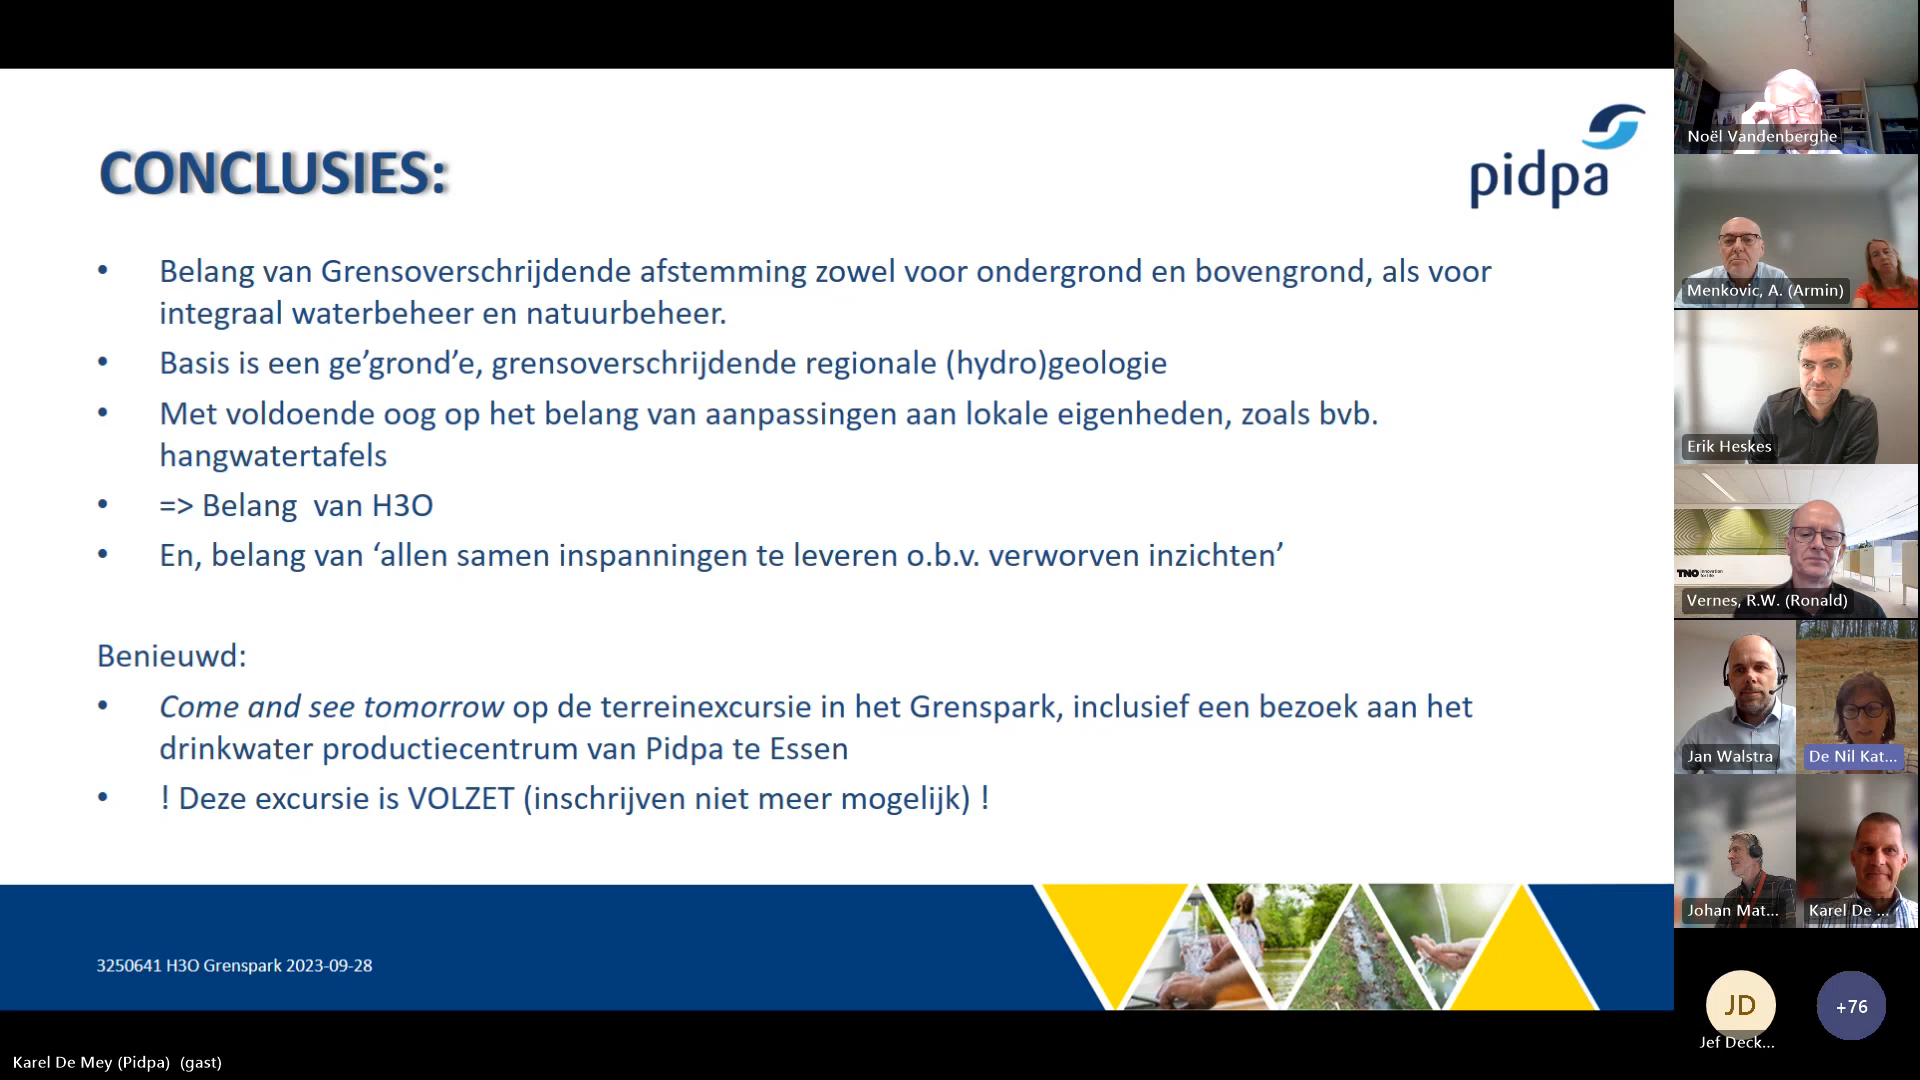 CONCLUSIES:
pidpa
• Belang van Grensoverschrijdende afstemming zowel voor ondergrond en bovengrond, als voor
integraal waterbeheer en natuurbeheer.
• Basis is een ge’grond’e, grensoverschrijdende regionale (hydro)geologie
• Met voldoende oog op het belang van aanpassingen aan lokale eigenheden, zoals bvb.
hangwatertafels
• => Belang  van H3O
• En, belang van ‘allen samen inspanningen te leveren o.b.v. verworven inzichten’
Benieuwd:
• Come and see tomorrow op de terreinexcursie in het Grenspark, inclusief een bezoek aan het
drinkwater productiecentrum van Pidpa te Essen
• ! Deze excursie is VOLZET (inschrijven niet meer mogelijk) !
3250641 H3O Grenspark 2023-09-28
Karel De Mey (Pidpa)  (gast)
Noël Vandenberghe
Menkovic, A. (Armin)
Erik Heskes
TNO innovation
for life
Vernes, R.W. (Ronald)
Jan Walstra
De Nil Kat...
Johan Mat...
Karel De ...
JD
Jef Deck...
+76